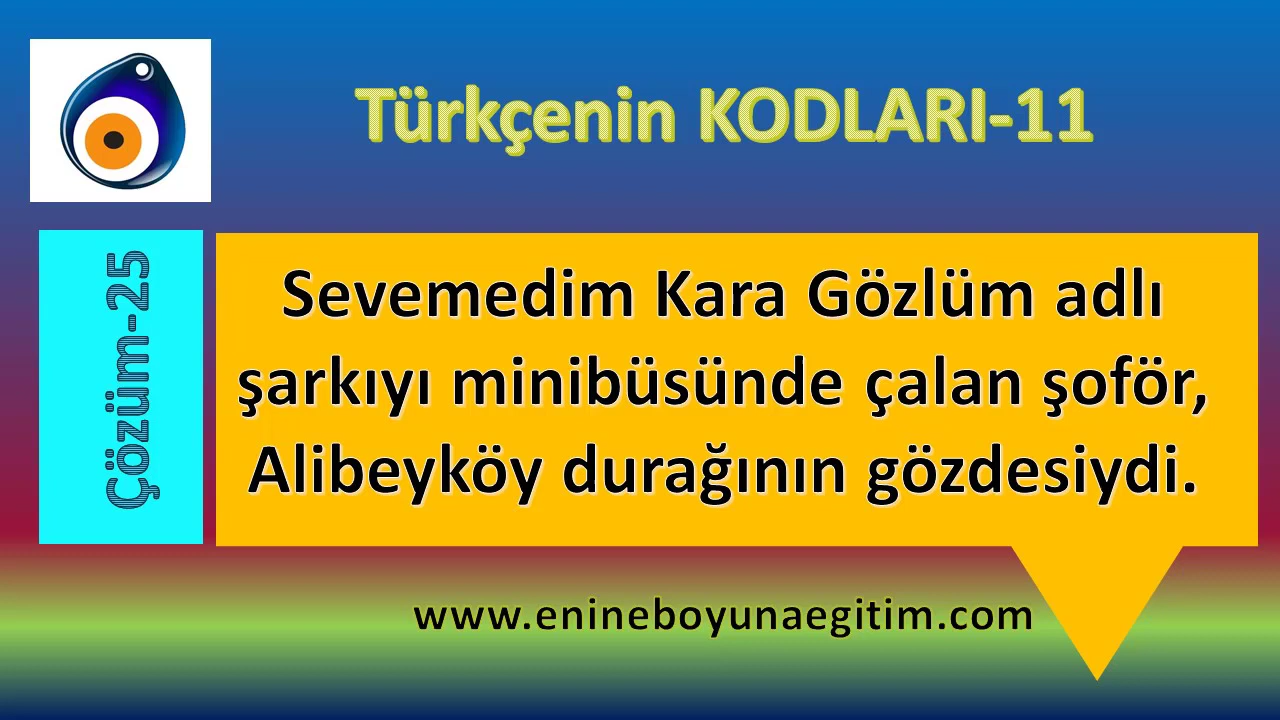 Türkçenin KODLARI-11
Çözüm-25
Sevemedim Kara Gözlüm adlı
şarkıyı minibüsünde çalan şoför,
Alibeyköy durağının gözdesiydi.
www.enineboyunaegitim.com